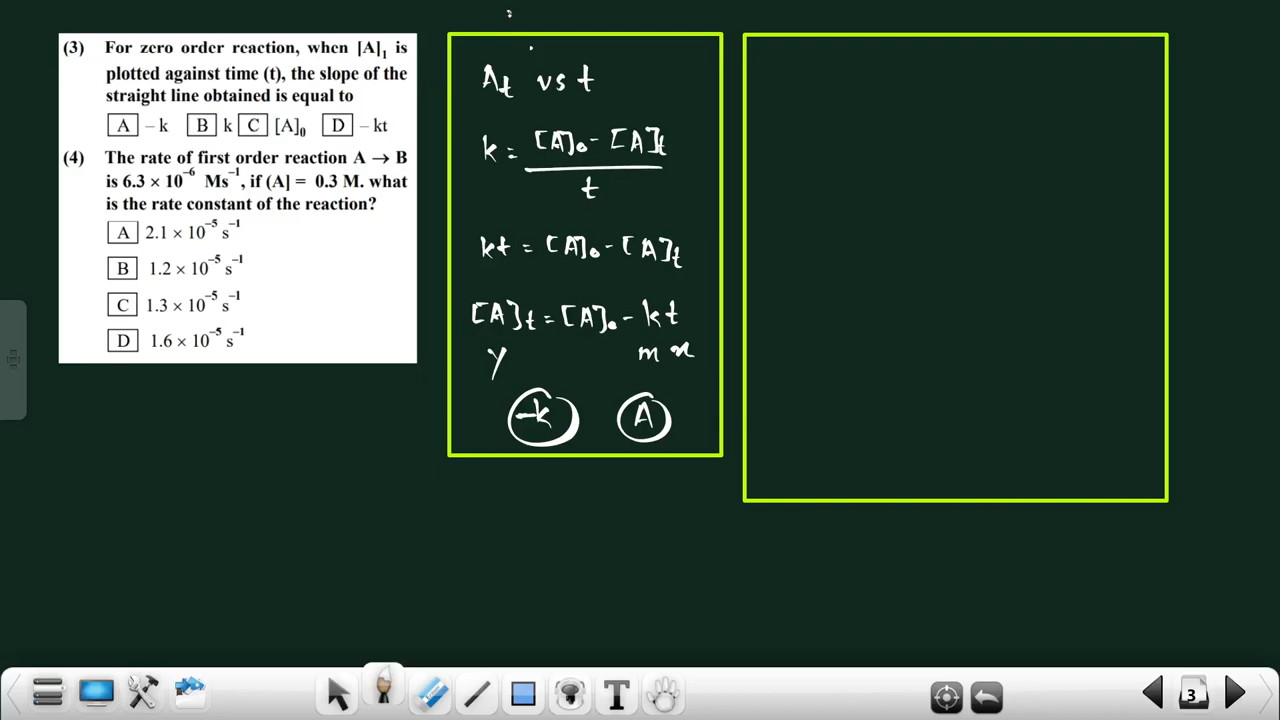 (3) For zero order reaction, when [A]₁ is
plotted against time (t), the slope of the
straight line obtained is equal to
A – k B k C [A]₀ D – kt
(4) The rate of first order reaction A → B
is 6.3 × 10⁻⁶ Ms⁻¹, if (A] = 0.3 M. what
is the rate constant of the reaction?
A 2.1 × 10⁻⁵ s⁻¹
B 1.2 × 10⁻⁵ s⁻¹
C 1.3 × 10⁻⁵ s⁻¹
D 1.6 × 10⁻⁵ s⁻¹
Aₜ vs t
k = [A]₀ - [A]ₜ
t
kt = [A]₀ - [A]ₜ
[A]ₜ = [A]₀ - kt
y m x
-k A
T
3